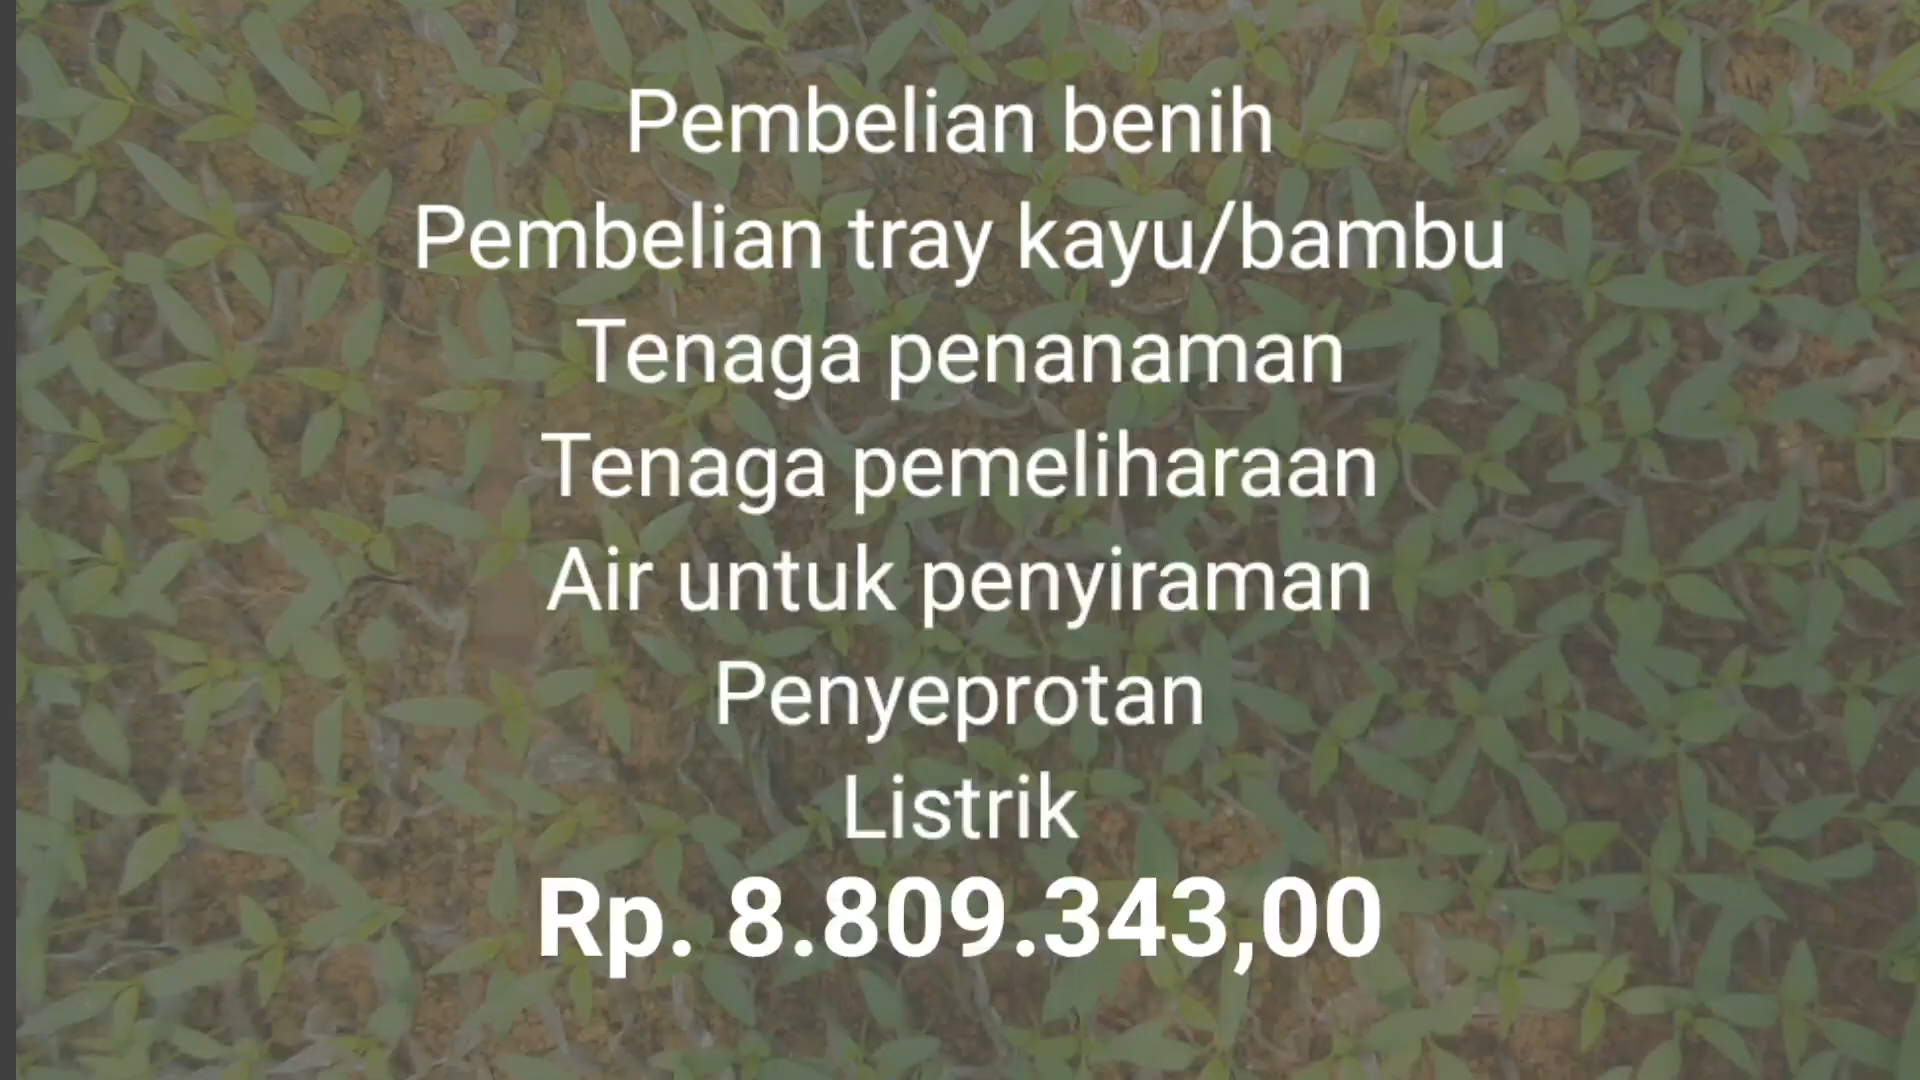 Pembelian benih
Pembelian tray kayu/bambu
Tenaga penanaman
Tenaga pemeliharaan
Air untuk penyiraman
Penyeprotan
Listrik
Rp. 8.809.343,00